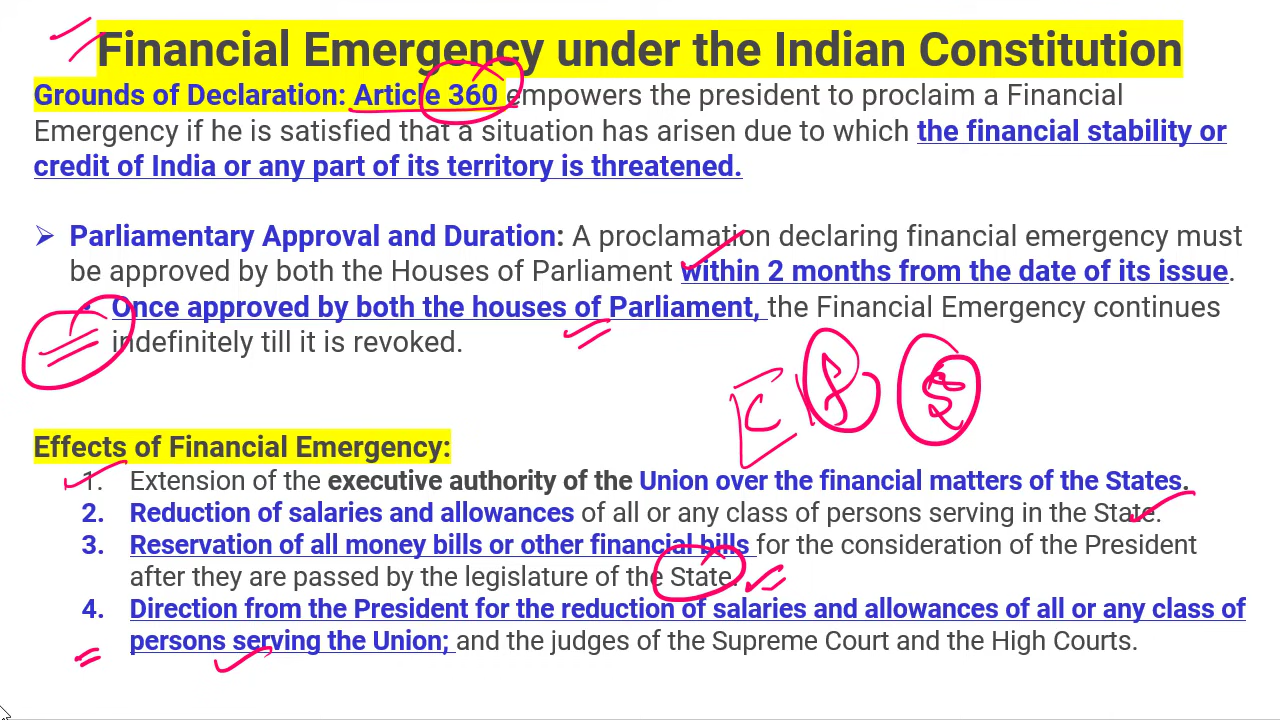 Financial Emergency under the Indian Constitution
Grounds of Declaration: Article 360 empowers the president to proclaim a Financial
Emergency if he is satisfied that a situation has arisen due to which the financial stability or
credit of India or any part of its territory is threatened.
➢ Parliamentary Approval and Duration: A proclamation declaring financial emergency must
be approved by both the Houses of Parliament within 2 months from the date of its issue.
• Once approved by both the houses of Parliament, the Financial Emergency continues
indefinitely till it is revoked.
Effects of Financial Emergency:
1. Extension of the executive authority of the Union over the financial matters of the States.
2. Reduction of salaries and allowances of all or any class of persons serving in the State.
3. Reservation of all money bills or other financial bills for the consideration of the President
after they are passed by the legislature of the State.
4. Direction from the President for the reduction of salaries and allowances of all or any class of
persons serving the Union; and the judges of the Supreme Court and the High Courts.